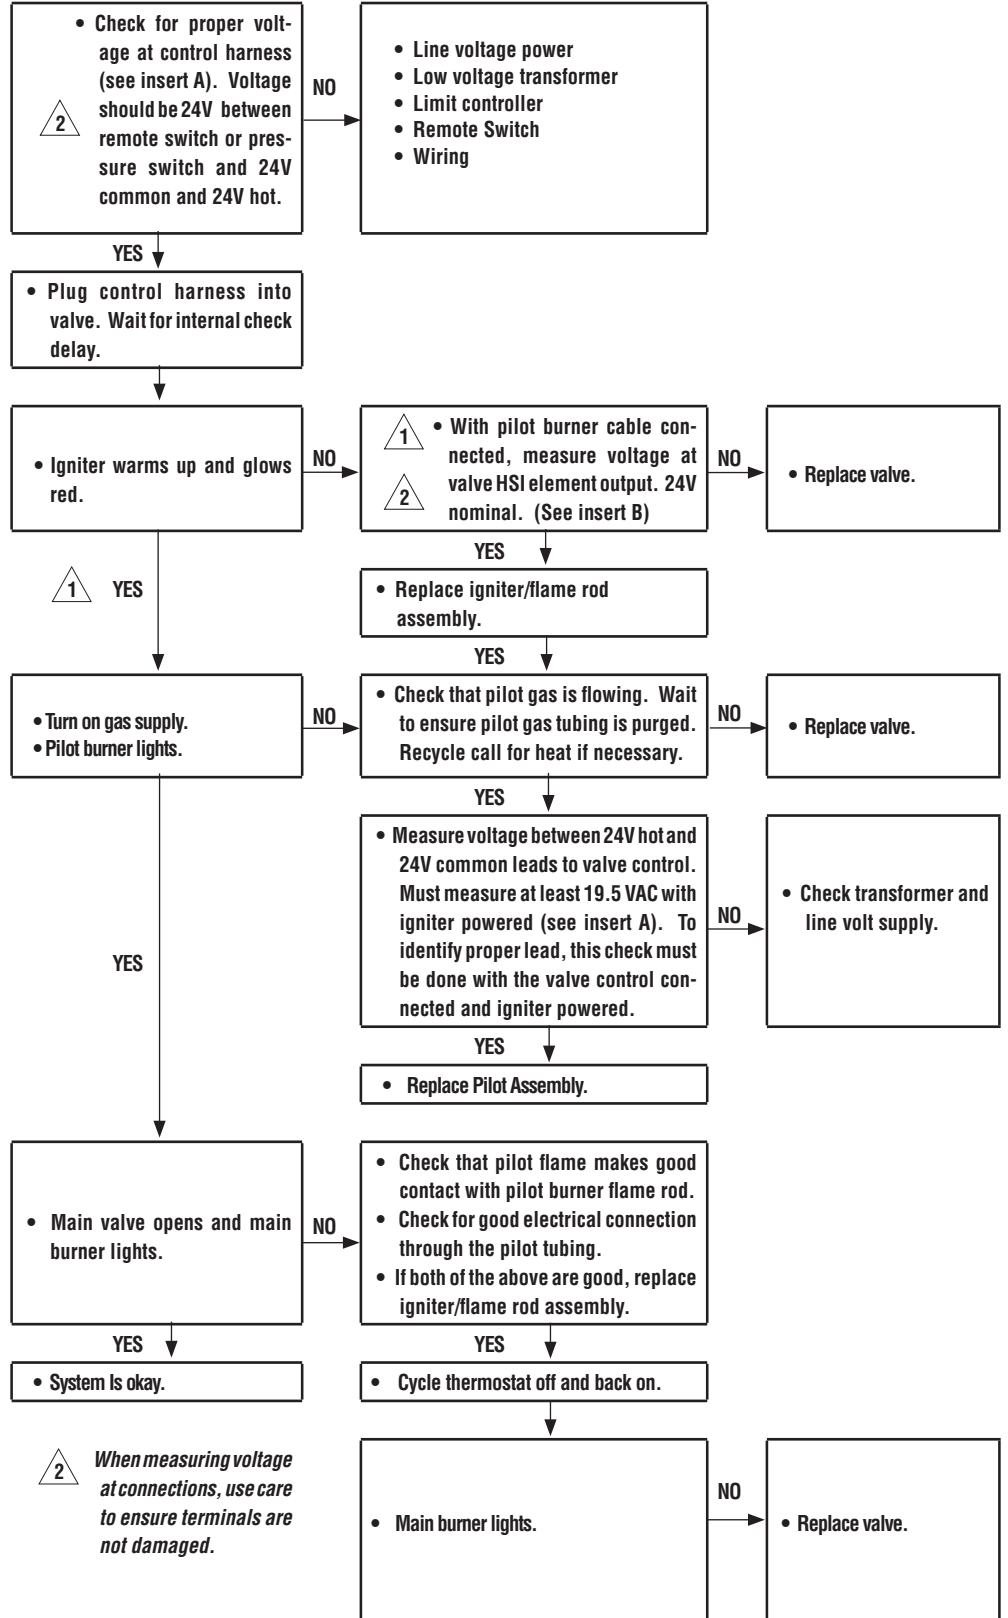 • Check for proper volt-
age at control harness
(see insert A). Voltage
should be 24V between
remote switch or pres-
sure switch and 24V
common and 24V hot.
2
NO
• Line voltage power
• Low voltage transformer
• Limit controller
• Remote Switch
• Wiring
YES
• Plug control harness into
valve. Wait for internal check
delay.
• Igniter warms up and glows
red.
NO
1
2
• With pilot burner cable con-
nected, measure voltage at
valve HSI element output. 24V
nominal. (See insert B)
NO
• Replace valve.
YES
1
YES
• Replace igniter/flame rod
assembly.
YES
• Turn on gas supply.
• Pilot burner lights.
NO
• Check that pilot gas is flowing. Wait
to ensure pilot gas tubing is purged.
Recycle call for heat if necessary.
NO
• Replace valve.
YES
• Measure voltage between 24V hot and
24V common leads to valve control.
Must measure at least 19.5 VAC with
igniter powered (see insert A). To
identify proper lead, this check must
be done with the valve control con-
nected and igniter powered.
NO
• Check transformer and
line volt supply.
YES
YES
• Replace Pilot Assembly.
• Main valve opens and main
burner lights.
NO
• Check that pilot flame makes good
contact with pilot burner flame rod.
• Check for good electrical connection
through the pilot tubing.
• If both of the above are good, replace
igniter/flame rod assembly.
YES
YES
• System Is okay.
• Cycle thermostat off and back on.
2
When measuring voltage
at connections, use care
to ensure terminals are
not damaged.
• Main burner lights.
NO
• Replace valve.